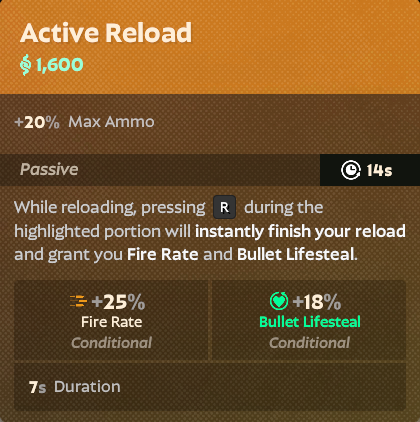 Active Reload
1,600
+20% Max Ammo
Passive
14s
While reloading, pressing R during the
highlighted portion will instantly finish your reload
and grant you Fire Rate and Bullet Lifesteal.
+25%
Fire Rate
Conditional
+18%
Bullet Lifesteal
Conditional
7s Duration